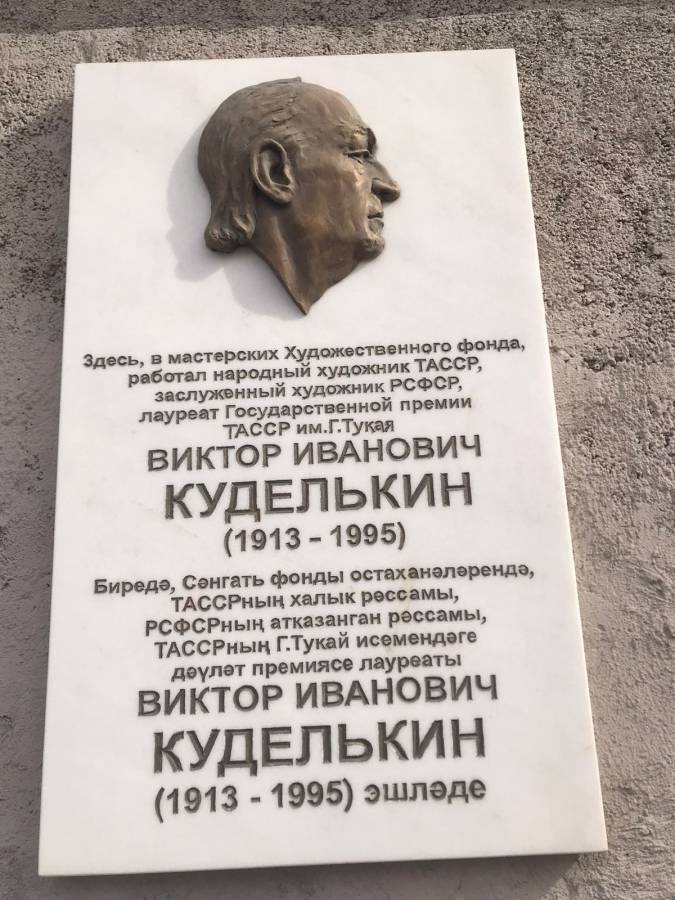 Здесь, в мастерских Художественного фонда,
работал народный художник ТАССР,
заслуженный художник РСФСР,
лауреат Государственной премии
ТАССР им.Г.Тукая
ВИКТОР ИВАНОВИЧ
КУДЕЛЬКИН
(1913 - 1995)
Биредә, Сәнгать фонды остаханәләрендә,
ТАССРның халык рәссамы,
РСФСРның атказанган рәссамы,
ТАССРның Г.Тукай исемендәге
дәүләт премиясе лауреаты
ВИКТОР ИВАНОВИЧ
КУДЕЛЬКИН
(1913 - 1995) эшләде